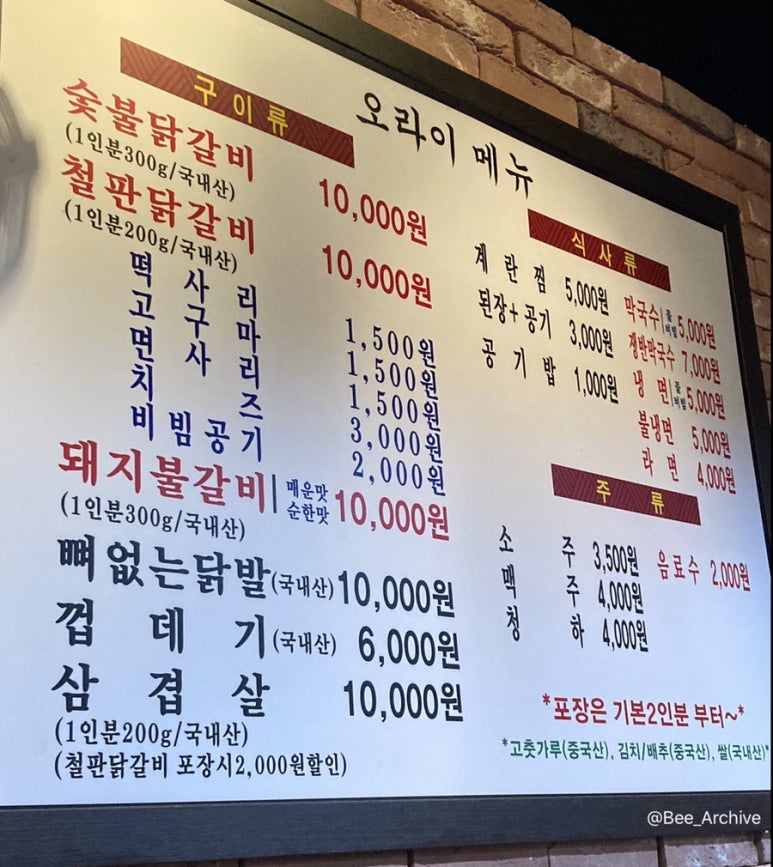 오라이 메뉴
구이류
숯불닭갈비 10,000원
(1인분300g/국내산)
철판닭갈비 10,000원
(1인분200g/국내산)
떡사리 1,500원
고구마 1,500원
면사리 1,500원
치즈 3,000원
비빔공기 2,000원
돼지불갈비 매운맛 순한맛 10,000원
(1인분300g/국내산)
뼈없는닭발(국내산) 10,000원
껍데기(국내산) 6,000원
삼겹살 10,000원
(1인분200g/국내산)
(철판닭갈비 포장시2,000원할인)
식사류
계란찜 5,000원
된장+공기 3,000원
공기밥 1,000원
막국수 물 비빔 5,000원
쟁반막국수 7,000원
냉면 물 비빔 5,000원
불냉면 5,000원
라면 4,000원
주류
소주 3,500원
맥주 4,000원
청하 4,000원
음료수 2,000원
*포장은 기본2인분 부터~*
*고춧가루(중국산), 김치/배추(중국산), 쌀(국내산)*
@Bee_Archive